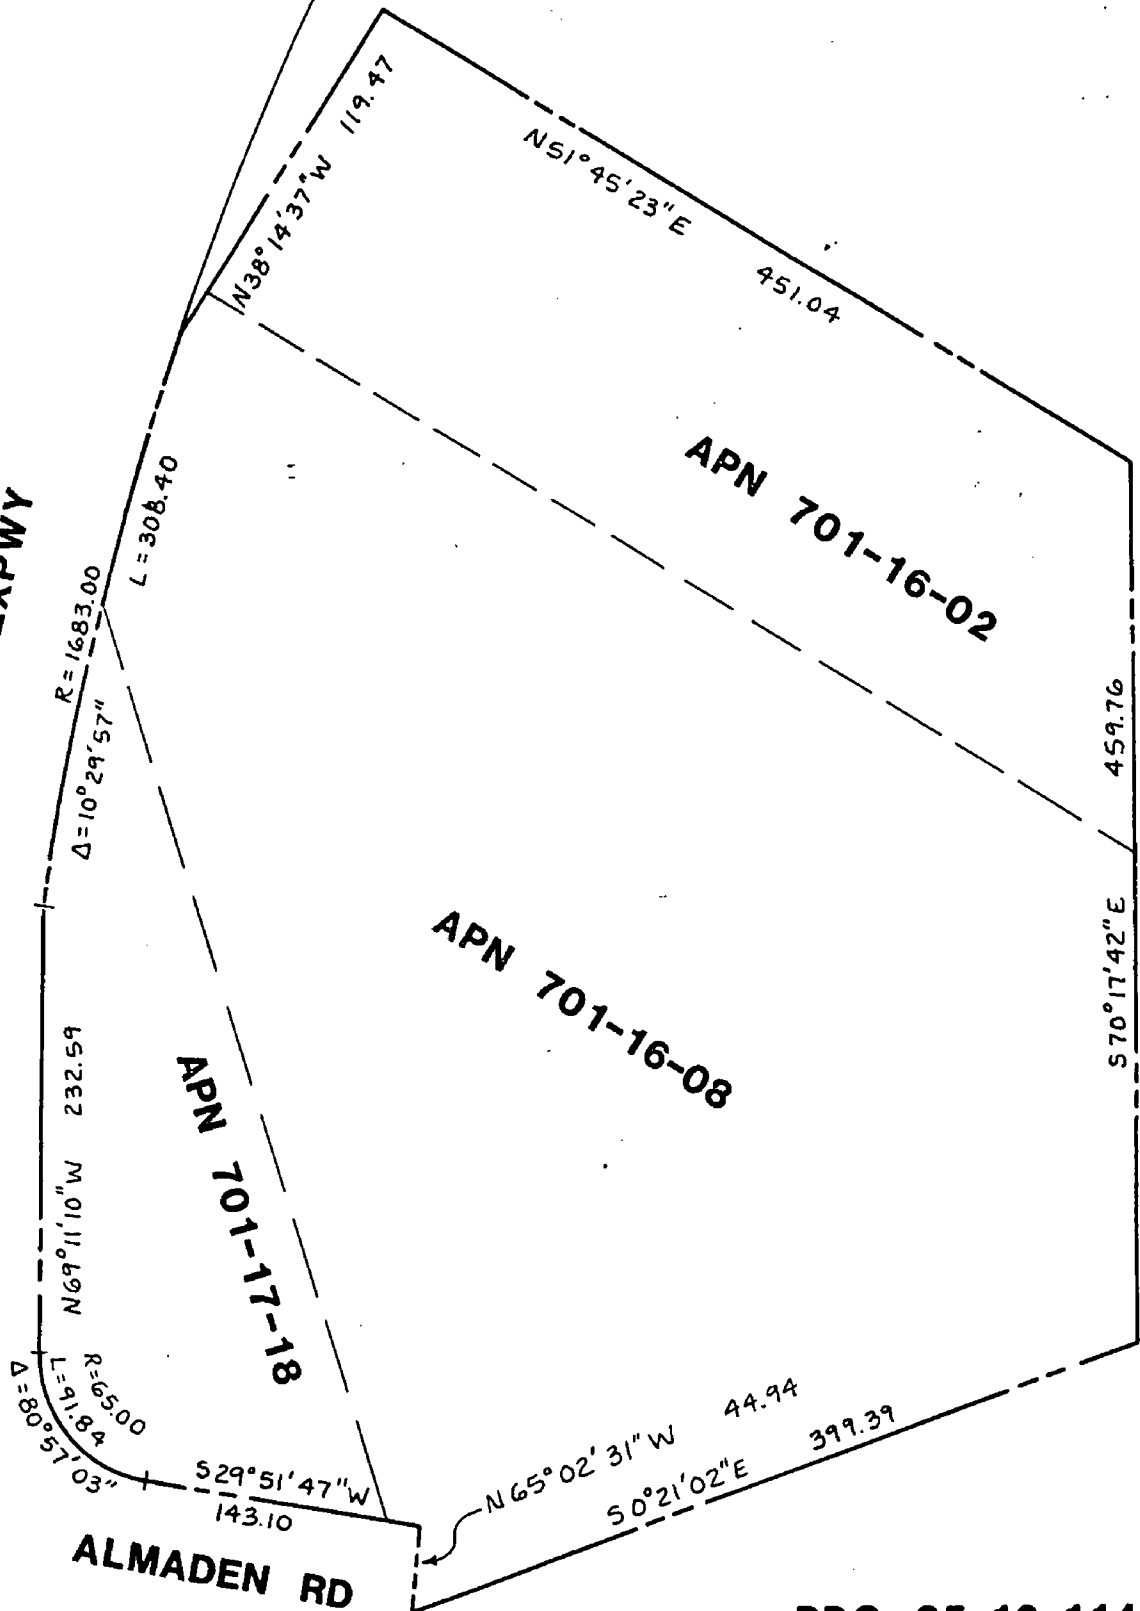 N38°14'37"W 119.47
N51°45'23"E 451.04
EXPWY
L=308.40
R=1683.00
Δ=10°29'57"
APN 701-16-02
459.76
S70°17'42"E
APN 701-16-08
N69°11'10"W 232.59
APN 701-17-18
R=65.00
L=91.84
Δ=80°57'03"
S29°51'47"W
143.10
N65°02'31"W 44.94
S0°21'02"E 399.39
ALMADEN RD